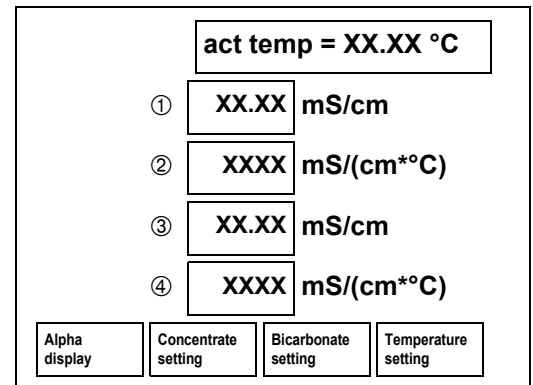 act temp = XX.XX °C
① XX.XX mS/cm
② XXXX mS/(cm*°C)
③ XX.XX mS/cm
④ XXXX mS/(cm*°C)
Alpha display
Concentrate setting
Bicarbonate setting
Temperature setting